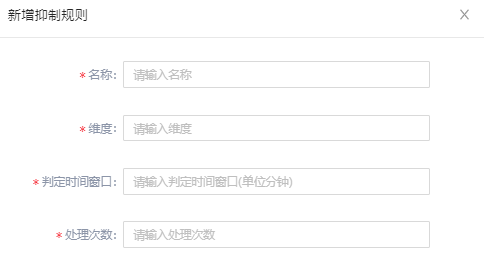 新增抑制规则
* 名称: 请输入名称
* 维度: 请输入维度
* 判定时间窗口: 请输入判定时间窗口(单位分钟)
* 处理次数: 请输入处理次数